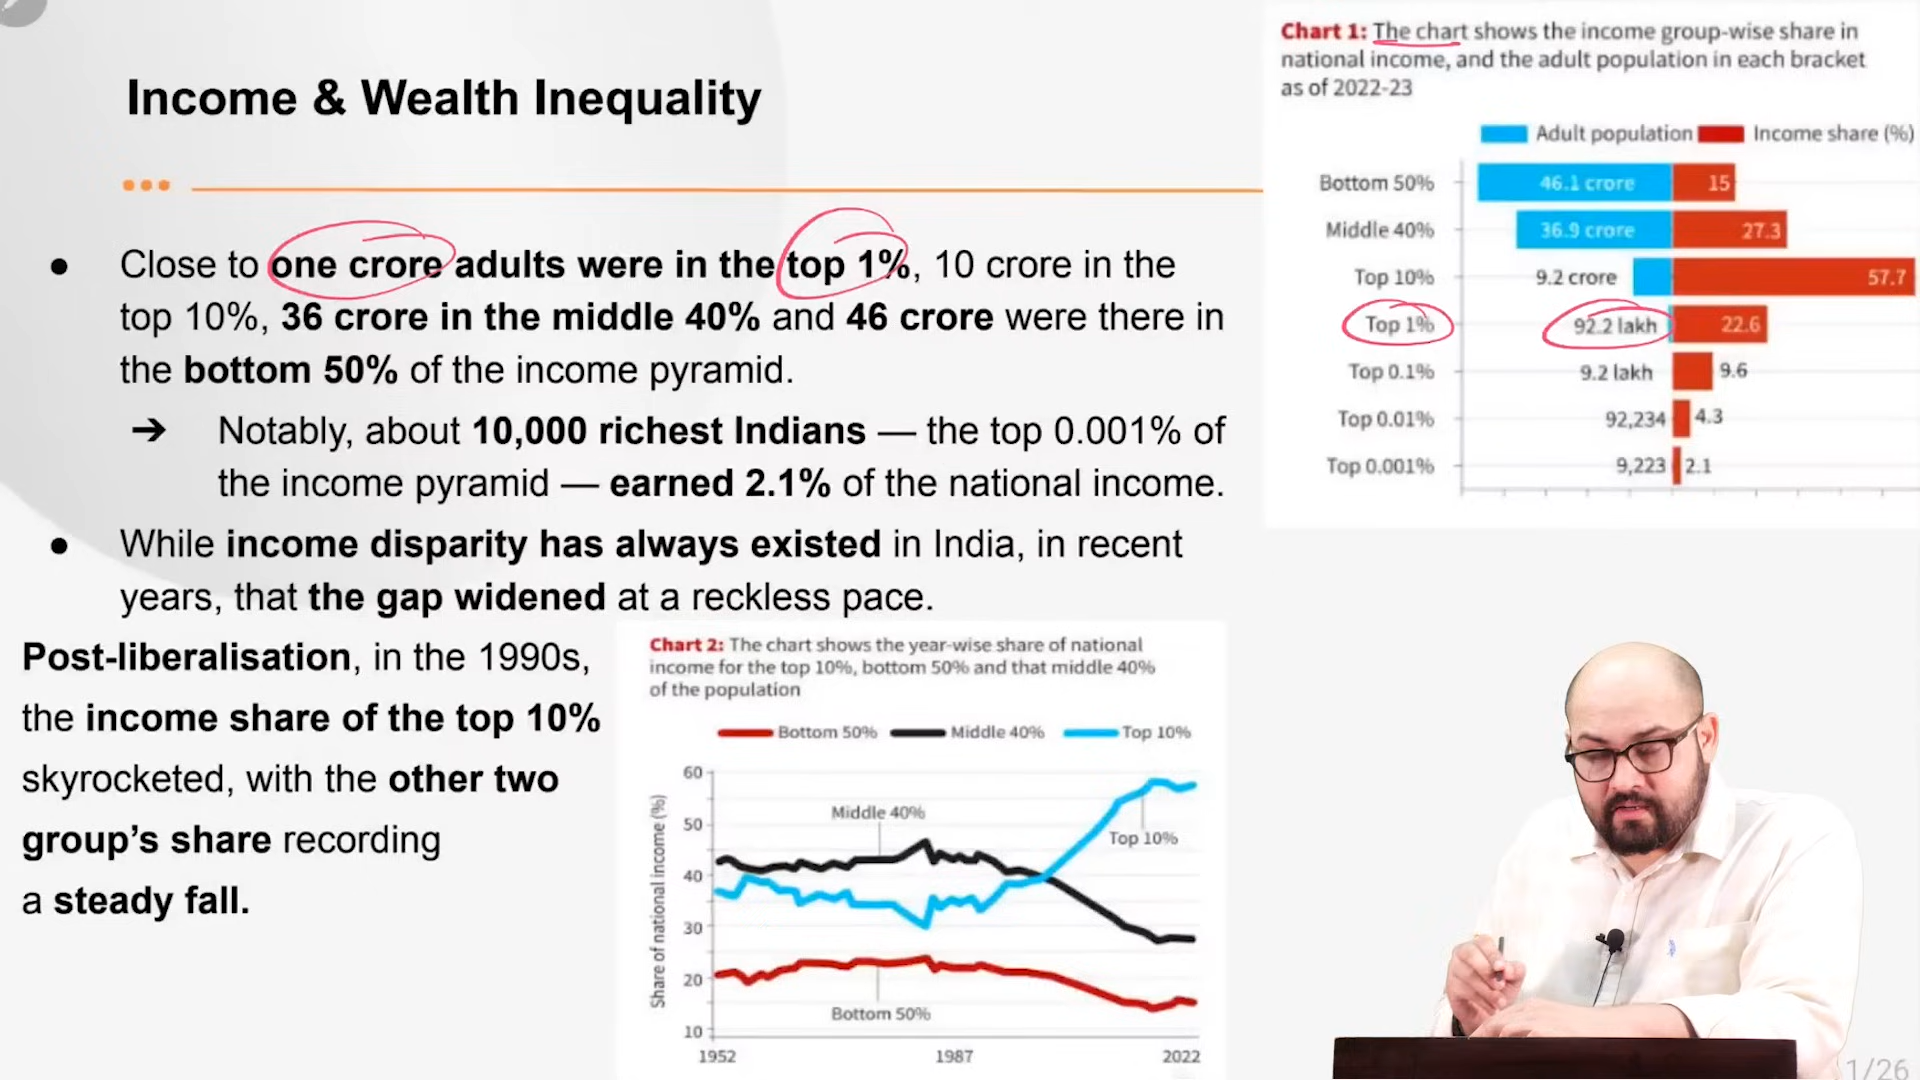 Income & Wealth Inequality
● Close to one crore adults were in the top 1%, 10 crore in the
top 10%, 36 crore in the middle 40% and 46 crore were there in
the bottom 50% of the income pyramid.
➔ Notably, about 10,000 richest Indians — the top 0.001% of
the income pyramid — earned 2.1% of the national income.
● While income disparity has always existed in India, in recent
years, that the gap widened at a reckless pace.
Post-liberalisation, in the 1990s,
the income share of the top 10%
skyrocketed, with the other two
group’s share recording
a steady fall.
Chart 1: The chart shows the income group-wise share in
national income, and the adult population in each bracket
as of 2022-23
Adult population Income share (%)
Bottom 50% 46.1 crore 15
Middle 40% 36.9 crore 27.3
Top 10% 9.2 crore 57.7
Top 1% 92.2 lakh 22.6
Top 0.1% 9.2 lakh 9.6
Top 0.01% 92,234 4.3
Top 0.001% 9,223 2.1
Chart 2: The chart shows the year-wise share of national
income for the top 10%, bottom 50% and that middle 40%
of the population
Bottom 50% Middle 40% Top 10%
Share of national income (%)
60
50
40
30
20
10
Middle 40%
Top 10%
Bottom 50%
1952 1987 2022
1/26